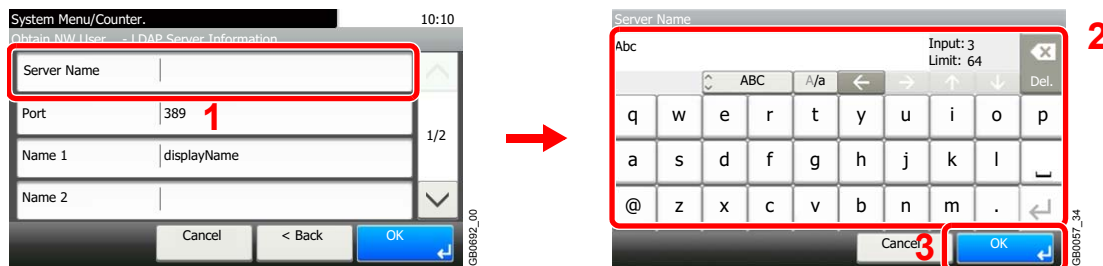 System Menu/Counter.
10:10
Obtain NW User... - LDAP Server Information
Server Name
Port
389
1
1/2
Name 1
displayName
Name 2
Cancel
< Back
OK
GB0692_00
Server Name
2
Abc
Input: 3
Limit: 64
ABC
A/a
Del.
q w e r t y u i o p
a s d f g h j k l
@ z x c v b n m .
Cancel
3
OK
GB0057_34